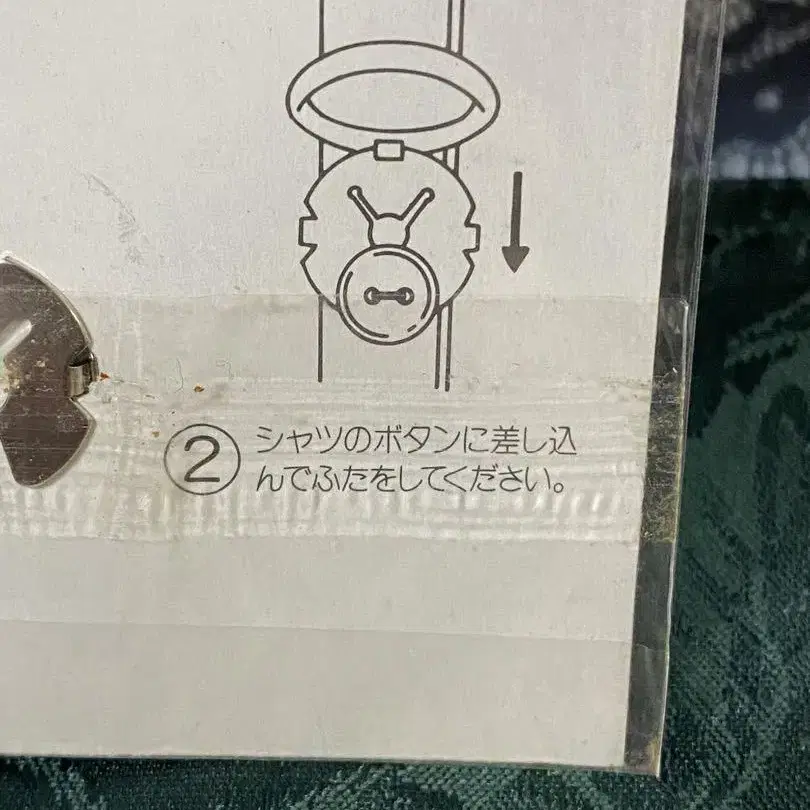 ② シャツのボタンに差し込
んでふたをしてください。